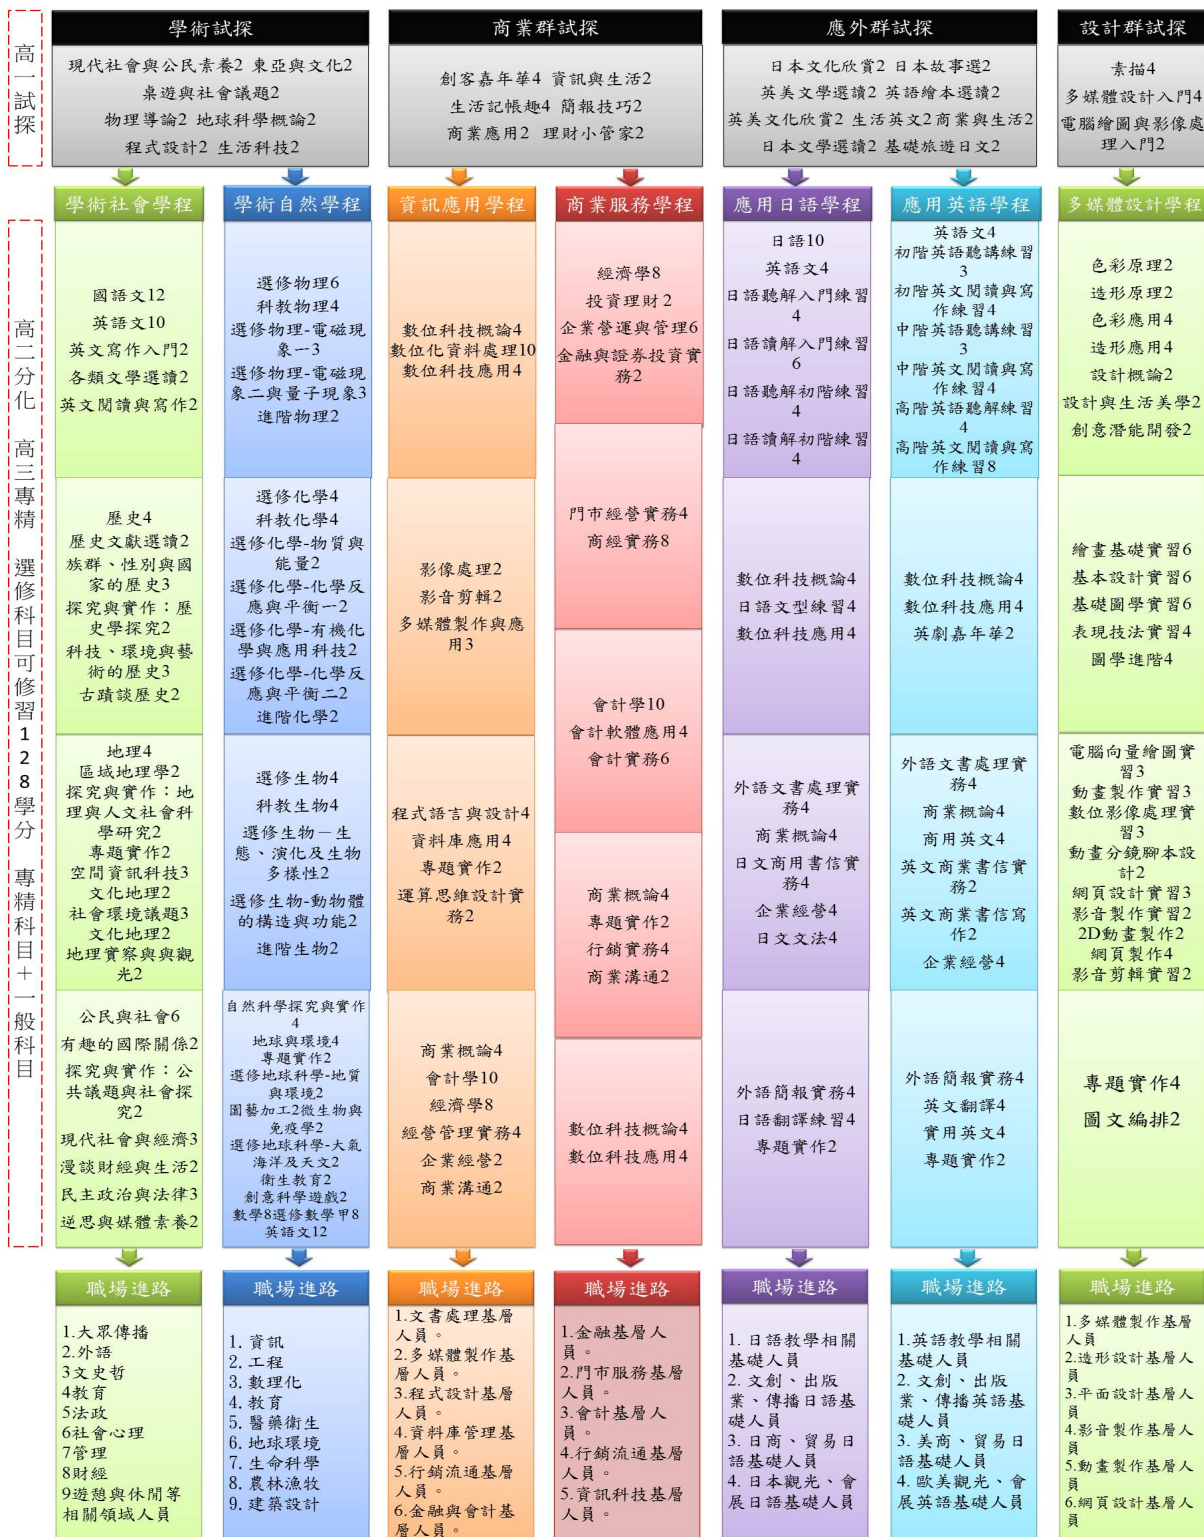 高一試探
學術試探
現代社會與公民素養2 東亞與文化2
桌遊與社會議題2
物理導論2 地球科學概論2
程式設計2 生活科技2
商業群試探
創客嘉年華4 資訊與生活2
生活記帳趣4 簡報技巧2
商業應用2 理財小管家2
應外群試探
日本文化欣賞2 日本故事選2
英美文學選讀2 英語繪本選讀2
英美文化欣賞2 生活英文2 商業與生活2
日本文學選讀2 基礎旅遊日文2
設計群試探
素描4
多媒體設計入門4
電腦繪圖與影像處
理入門2
高二分化 高三專精 選修科目可修習128學分 專精科目+一般科目
學術社會學程
國語文12
英語文10
英文寫作入門2
各類文學選讀2
英文閱讀與寫作2
歷史4
歷史文獻選讀2
族群、性別與國
家的歷史3
探究與實作:歷
史學探究2
科技、環境與藝
術的歷史3
古蹟談歷史2
地理4
區域地理學2
探究與實作:地
理與人文社會科
學研究2
專題實作2
空間資訊科技3
文化地理2
社會環境議題3
文化地理2
地理實察與與觀
光2
公民與社會6
有趣的國際關係2
探究與實作:公
共議題與社會探
究2
現代社會與經濟3
漫談財經與生活2
民主政治與法律3
逆思與媒體素養2
職場進路
1.大眾傳播
2.外語
3文史哲
4教育
5法政
6社會心理
7管理
8財經
9遊憩與休閒等
相關領域人員
學術自然學程
選修物理6
科教物理4
選修物理-電磁現
象一3
選修物理-電磁現
象二與量子現象3
進階物理2
選修化學4
科教化學4
選修化學-物質與
能量2
選修化學-化學反
應與平衡一2
選修化學-有機化
學與應用科技2
選修化學-化學反
應與平衡二2
進階化學2
選修生物4
科教生物4
選修生物－生
態、演化及生物
多樣性2
選修生物-動物體
的構造與功能2
進階生物2
自然科學探究與實作
4
地球與環境4
專題實作2
選修地球科學-地質
與環境2
園藝加工2微生物與
免疫學2
選修地球科學-大氣
海洋及天文2
衛生教育2
創意科學遊戲2
數學8選修數學甲8
英語文12
職場進路
1. 資訊
2. 工程
3. 數理化
4. 教育
5. 醫藥衛生
6. 地球環境
7. 生命科學
8. 農林漁牧
9. 建築設計
資訊應用學程
數位科技概論4
數位化資料處理10
數位科技應用4
影像處理2
影音剪輯2
多媒體製作與應
用3
程式語言與設計4
資料庫應用4
專題實作2
運算思維設計實
務2
商業概論4
會計學10
經濟學8
經營管理實務4
企業經營2
商業溝通2
職場進路
1.文書處理基層
人員。
2.多媒體製作基
層人員。
3.程式設計基層
人員。
4.資料庫管理基
層人員。
5.行銷流通基層
人員。
6.金融與會計基
層人員。
商業服務學程
經濟學8
投資理財2
企業營運與管理6
金融與證券投資實
務2
門市經營實務4
商經實務8
會計學10
會計軟體應用4
會計實務6
商業概論4
專題實作2
行銷實務4
商業溝通2
數位科技概論4
數位科技應用4
職場進路
1.金融基層人
員。
2.門市服務基層
人員。
3.會計基層人
員。
4.行銷流通基層
人員。
5.資訊科技基層
人員。
應用日語學程
日語10
英語文4
日語聽解入門練習
4
日語讀解入門練習
6
日語聽解初階練習
4
日語讀解初階練習
4
數位科技概論4
日語文型練習4
數位科技應用4
外語文書處理實
務4
商業概論4
日文商用書信實
務4
企業經營4
日文文法4
外語簡報實務4
日語翻譯練習4
專題實作2
職場進路
1. 日語教學相關
基礎人員
2. 文創、出版
業、傳播日語基
礎人員
3. 日商、貿易日
語基礎人員
4. 日本觀光、會
展日語基礎人員
應用英語學程
英語文4
初階英語聽講練習
3
初階英文閱讀與寫
作練習4
中階英語聽講練習
3
中階英文閱讀與寫
作練習4
高階英語聽解練習
4
高階英文閱讀與寫
作練習8
數位科技概論4
數位科技應用4
英劇嘉年華2
外語文書處理實
務4
商業概論4
商用英文4
英文商業書信實
務2
英文商業書信寫
作2
企業經營4
外語簡報實務4
英文翻譯4
實用英文4
專題實作2
職場進路
1.英語教學相關
基礎人員
2. 文創、出版
業、傳播英語基
礎人員
3. 美商、貿易日
語基礎人員
4. 歐美觀光、會
展英語基礎人員
多媒體設計學程
色彩原理2
造形原理2
色彩應用4
造形應用4
設計概論2
設計與生活美學2
創意潛能開發2
繪畫基礎實習6
基本設計實習6
基礎圖學實習6
表現技法實習4
圖學進階4
電腦向量繪圖實
習3
動畫製作實習3
數位影像處理實
習3
動畫分鏡腳本設
計2
網頁設計實習3
影音製作實習2
2D動畫製作2
網頁製作4
影音剪輯實習2
專題實作4
圖文編排2
職場進路
1.多媒體製作基層
人員
2.造形設計基層人
員
3.平面設計基層人
員
4.影音製作基層人
員
5.動畫製作基層人
員
6.網頁設計基層人
員